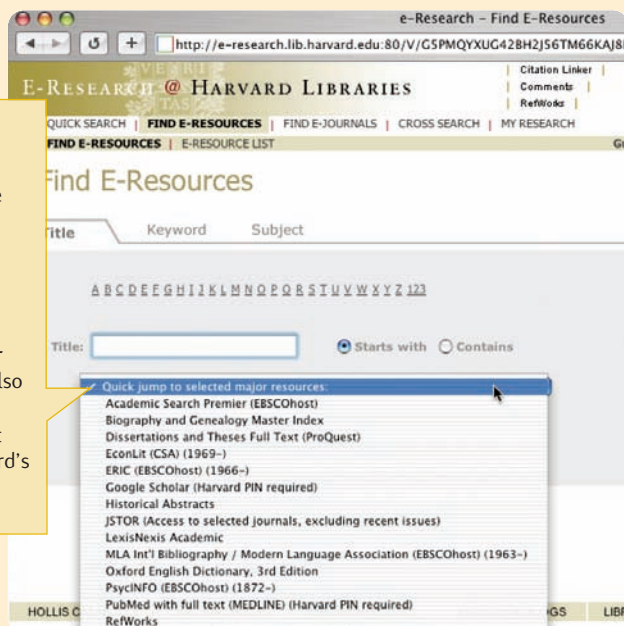 e-Research – Find E-Resources
http://e-research.lib.harvard.edu:80/V/G5PMQYXUG42BH2J56TM66KAJ8
E-RESEARCH @ HARVARD LIBRARIES
Citation Linker |
Comments |
RefWorks |
QUICK SEARCH | FIND E-RESOURCES | FIND E-JOURNALS | CROSS SEARCH | MY RESEARCH
FIND E-RESOURCES | E-RESOURCE LIST
Find E-Resources
Title Keyword Subject
A B C D E F G H I J K L M N O P Q R S T U V W X Y Z 123
Title: Starts with Contains
✓ Quick jump to selected major resources:
Academic Search Premier (EBSCOhost)
Biography and Genealogy Master Index
Dissertations and Theses Full Text (ProQuest)
EconLit (CSA) (1969–)
ERIC (EBSCOhost) (1966–)
Google Scholar (Harvard PIN required)
Historical Abstracts
JSTOR (Access to selected journals, excluding recent issues)
LexisNexis Academic
MLA Int'l Bibliography / Modern Language Association (EBSCOhost) (1963–)
Oxford English Dictionary, 3rd Edition
PsycINFO (EBSCOhost) (1872–)
PubMed with full text (MEDLINE) (Harvard PIN required)
RefWorks
HOLLIS C GS LIB